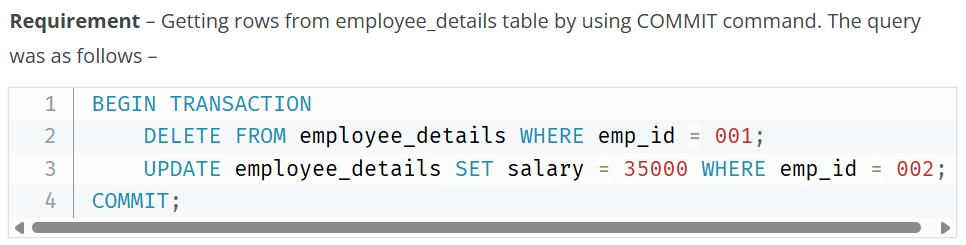 Requirement – Getting rows from employee_details table by using COMMIT command. The query
was as follows –
1 BEGIN TRANSACTION
2 DELETE FROM employee_details WHERE emp_id = 001;
3 UPDATE employee_details SET salary = 35000 WHERE emp_id = 002;
4 COMMIT;